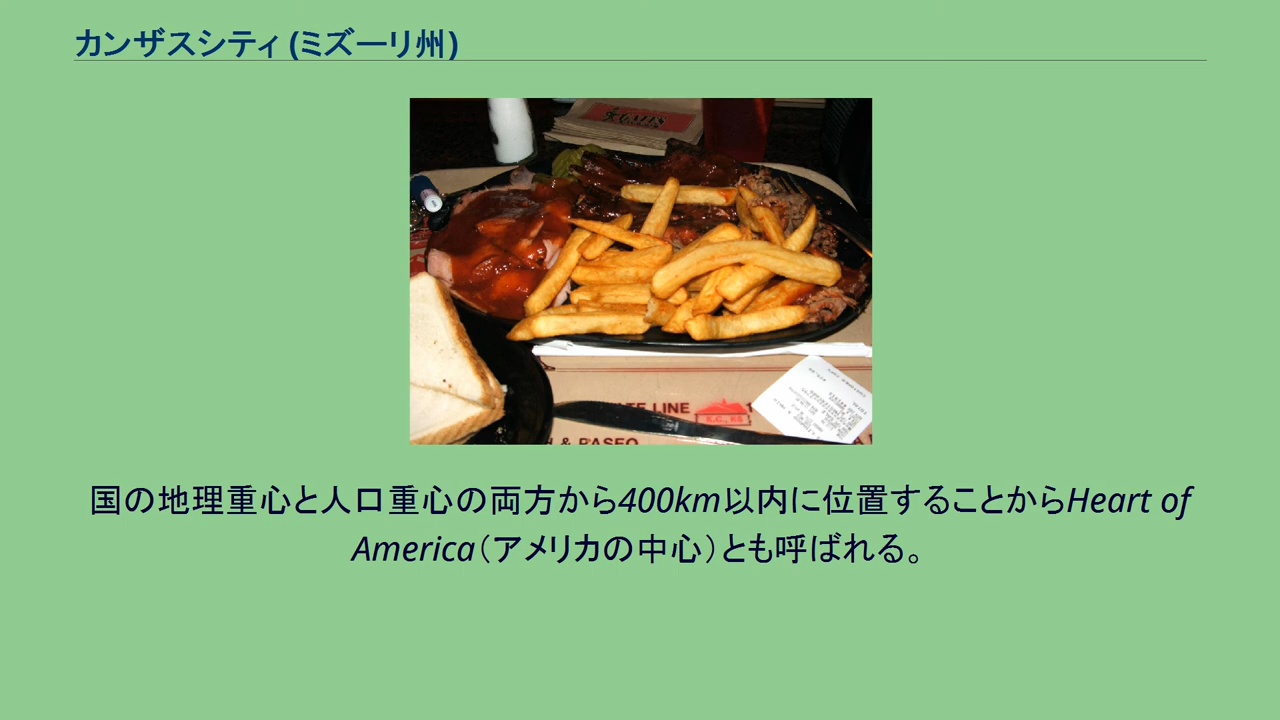 カンザスシティ (ミズーリ州)
国の地理重心と人口重心の両方から400km以内に位置することからHeart of
America（アメリカの中心）とも呼ばれる。
LINE
K.C., KS
& PASEO